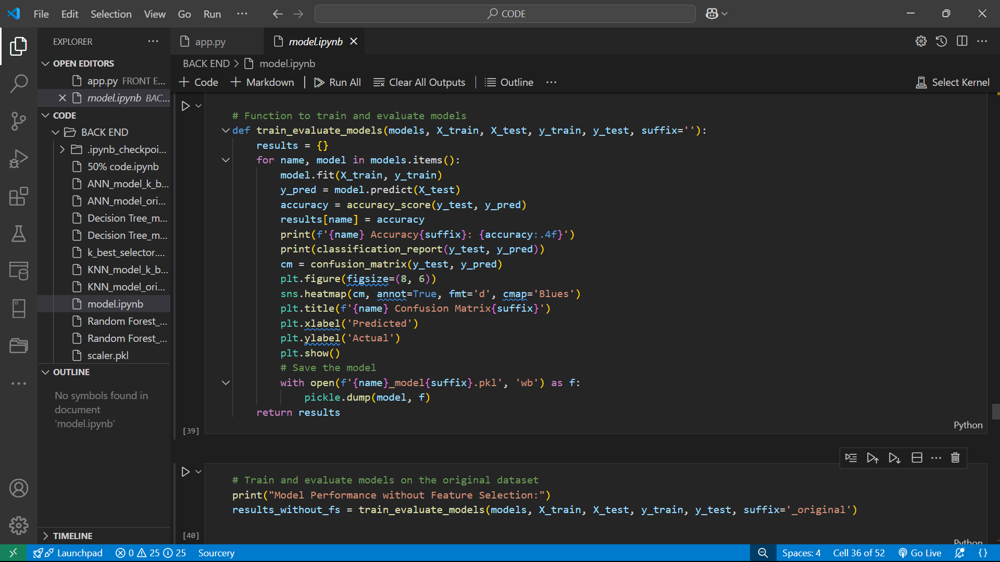 File Edit Selection View Go Run ···
CODE
EXPLORER
app.py
model.ipynb
OPEN EDITORS
BACK END > model.ipynb
app.py FRONT E...
model.ipynb BAC...
+ Code + Markdown Run All Clear All Outputs Outline ··· Select Kernel
CODE
BACK END
.ipynb_checkpoi...
50% code.ipynb
ANN_model_k_b...
ANN_model_ori...
Decision Tree_m...
Decision Tree_m...
k_best_selector....
KNN_model_k_b...
KNN_model_ori...
model.ipynb
Random Forest_...
Random Forest_...
scaler.pkl
OUTLINE
No symbols found in
document
'model.ipynb'
TIMELINE
# Function to train and evaluate models
def train_evaluate_models(models, X_train, X_test, y_train, y_test, suffix=''):
results = {}
for name, model in models.items():
model.fit(X_train, y_train)
y_pred = model.predict(X_test)
accuracy = accuracy_score(y_test, y_pred)
results[name] = accuracy
print(f'{name} Accuracy{suffix}: {accuracy:.4f}')
print(classification_report(y_test, y_pred))
cm = confusion_matrix(y_test, y_pred)
plt.figure(figsize=(8, 6))
sns.heatmap(cm, annot=True, fmt='d', cmap='Blues')
plt.title(f'{name} Confusion Matrix{suffix}')
plt.xlabel('Predicted')
plt.ylabel('Actual')
plt.show()
# Save the model
with open(f'{name}_model{suffix}.pkl', 'wb') as f:
pickle.dump(model, f)
return results
Python
[39]
# Train and evaluate models on the original dataset
print("Model Performance without Feature Selection:")
results_without_fs = train_evaluate_models(models, X_train, X_test, y_train, y_test, suffix='_original')
[40]
Python
Launchpad 0 25 25 Sourcery Spaces: 4 Cell 36 of 52 Go Live {}